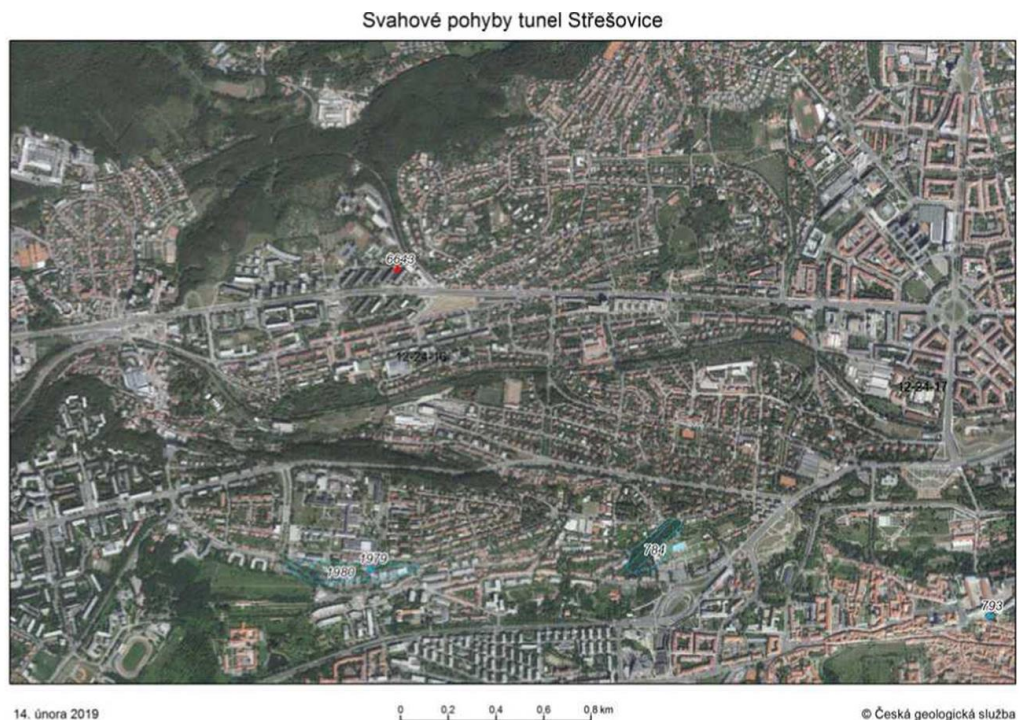 Svahové pohyby tunel Střešovice
6643
12-24-16
12-24-17
784
1979
1980
793
14. února 2019
0 0,2 0,4 0,6 0,8 km
© Česká geologická služba